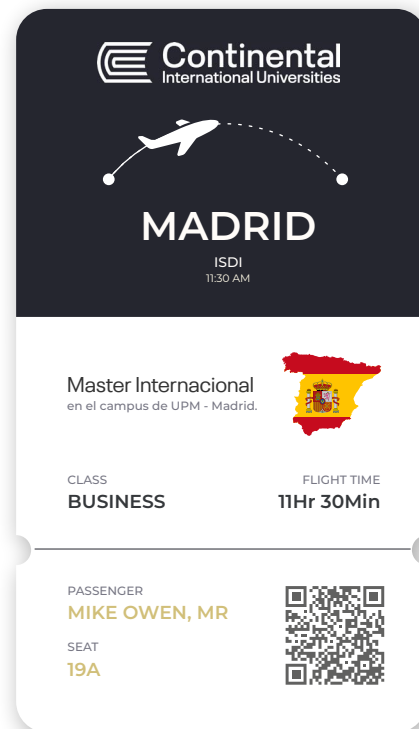 Continental
International Universities
MADRID
ISDI
11:30 AM
Master Internacional
en el campus de UPM - Madrid.
CLASS
BUSINESS
FLIGHT TIME
11Hr 30Min
PASSENGER
MIKE OWEN, MR
SEAT
19A